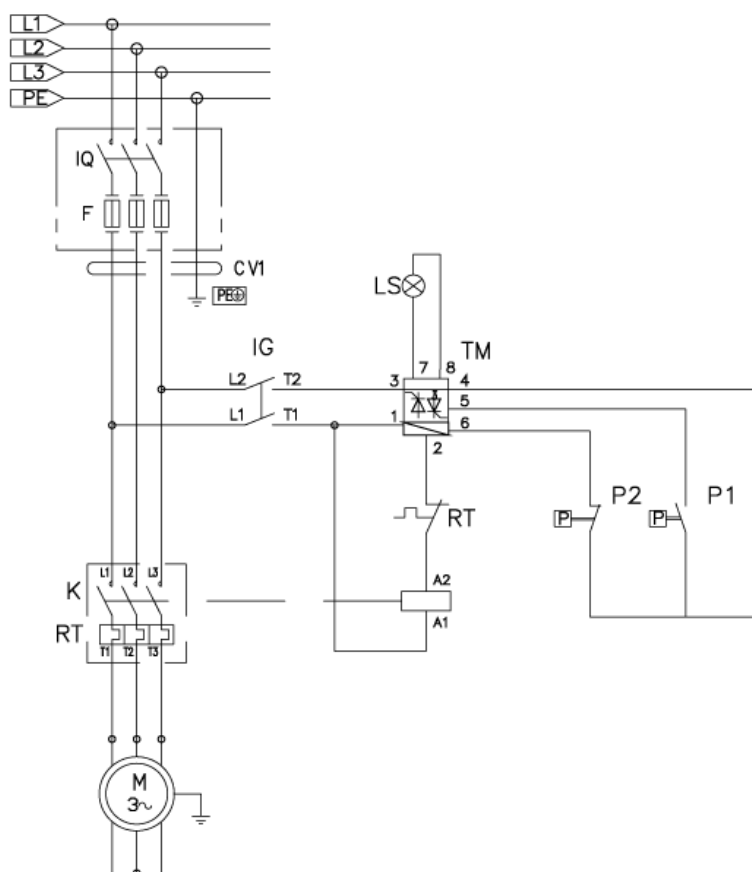 L1
L2
L3
PE
IQ
F
CV1
PE
LS
IG
TM
7 8
L2 T2 3 4
5
L1 T1 1 6
2
P2 P1
P P
RT
L1 L2 L3
K
A2
A1
RT
T1 T2 T3
M
3~